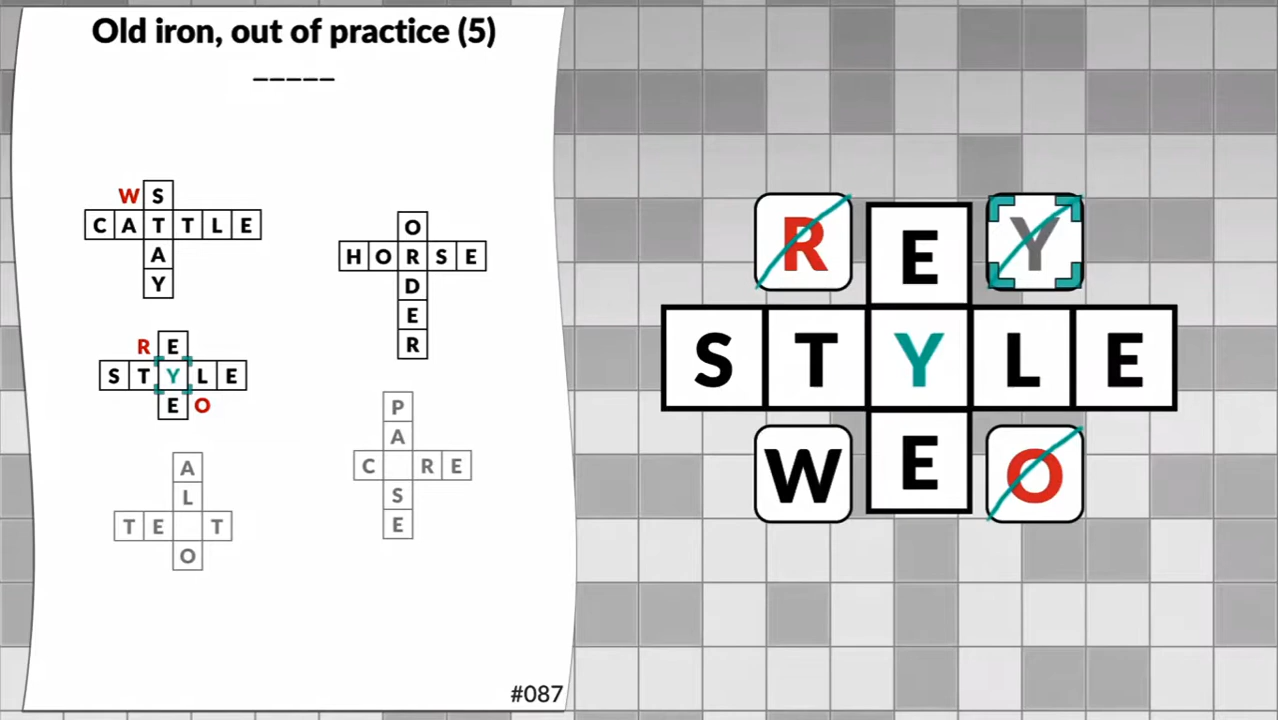 Old iron, out of practice (5)
_____
W S
CATTLE
A
Y
O
HORSE
D
E
R
R E
STYLE
E O
P
A
C RE
S
E
A
L
TE T
O
#087
R E Y
STYLE
W E O